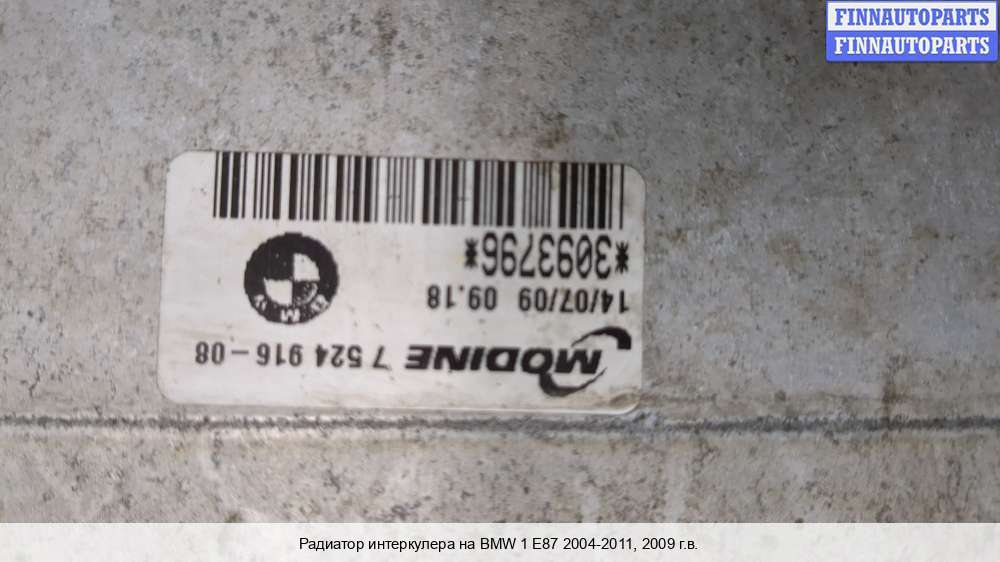 FINNAUTOPARTS
FINNAUTOPARTS
MODINE 7 524 916-08
14/07/09 09.18
BMW
*3093796*
Радиатор интеркулера на BMW 1 E87 2004-2011, 2009 г.в.